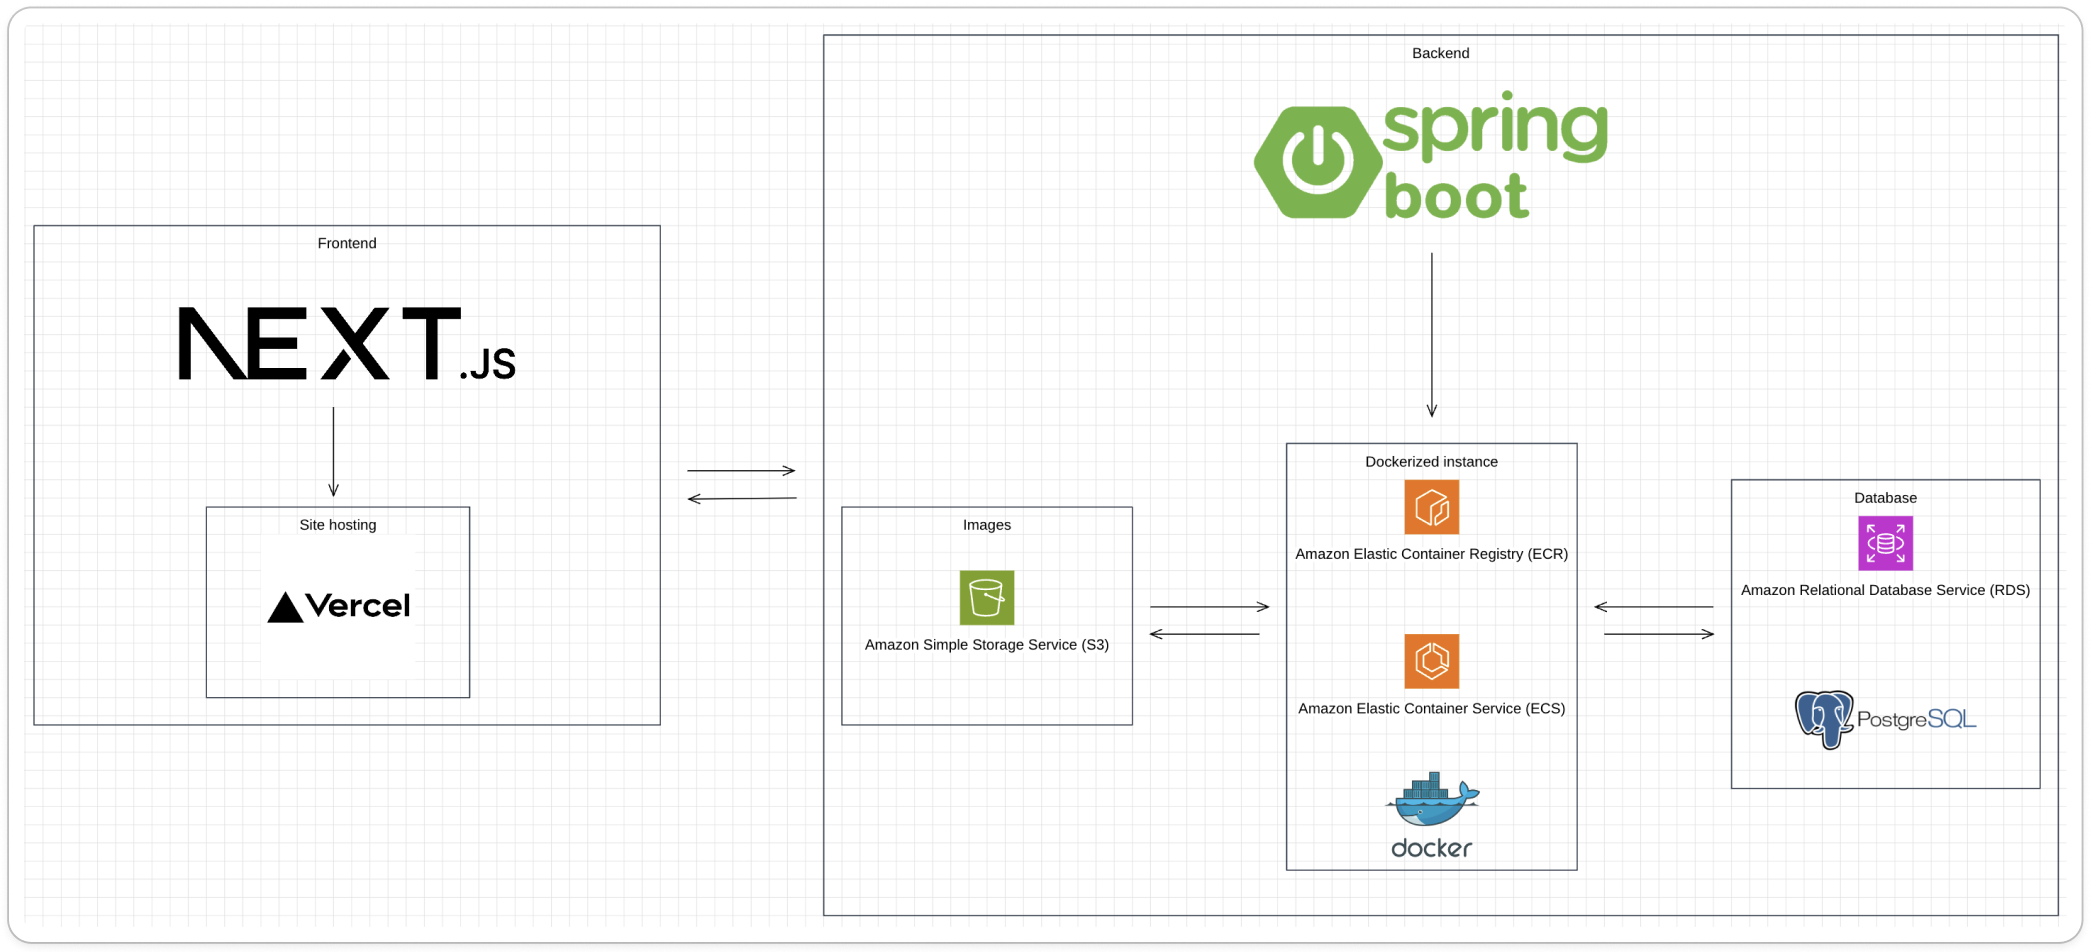 Backend
spring
boot
Frontend
NEXT.JS
Site hosting
Vercel
Images
Amazon Simple Storage Service (S3)
Dockerized instance
Amazon Elastic Container Registry (ECR)
Amazon Elastic Container Service (ECS)
docker
Database
Amazon Relational Database Service (RDS)
PostgreSQL